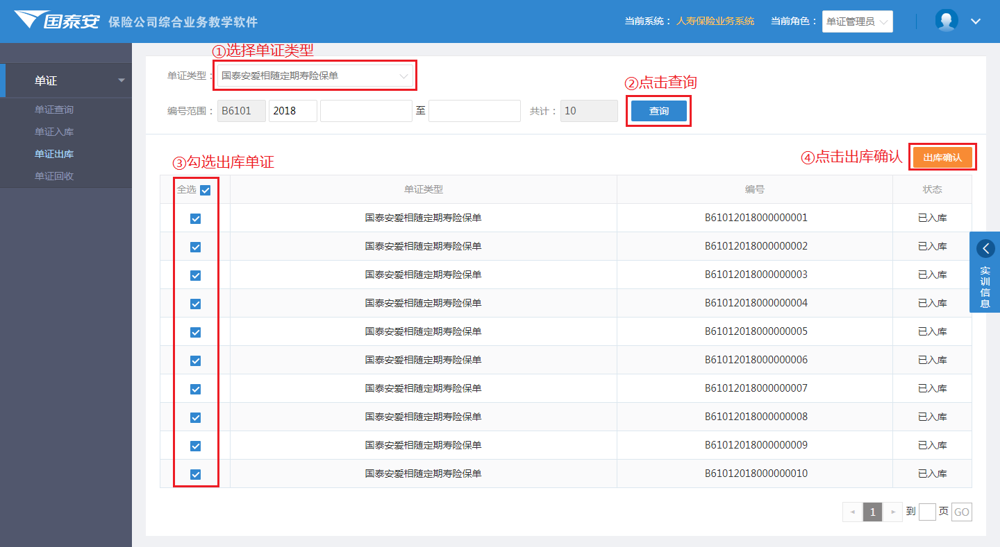 国泰安 保险公司综合业务教学软件 当前系统： 人寿保险业务系统 当前角色： 单证管理员
单证
单证查询
单证入库
单证出库
单证回收
①选择单证类型
单证类型： 国泰安爱相随定期寿险保单
②点击查询
编号范围： B6101 2018 至 共计： 10 查询
③勾选出库单证
④点击出库确认 出库确认
全选 单证类型 编号 状态
国泰安爱相随定期寿险保单 B61012018000000001 已入库
国泰安爱相随定期寿险保单 B61012018000000002 已入库
国泰安爱相随定期寿险保单 B61012018000000003 已入库
国泰安爱相随定期寿险保单 B61012018000000004 已入库
国泰安爱相随定期寿险保单 B61012018000000005 已入库
国泰安爱相随定期寿险保单 B61012018000000006 已入库
国泰安爱相随定期寿险保单 B61012018000000007 已入库
国泰安爱相随定期寿险保单 B61012018000000008 已入库
国泰安爱相随定期寿险保单 B61012018000000009 已入库
国泰安爱相随定期寿险保单 B61012018000000010 已入库
实训信息
1 到 页 GO